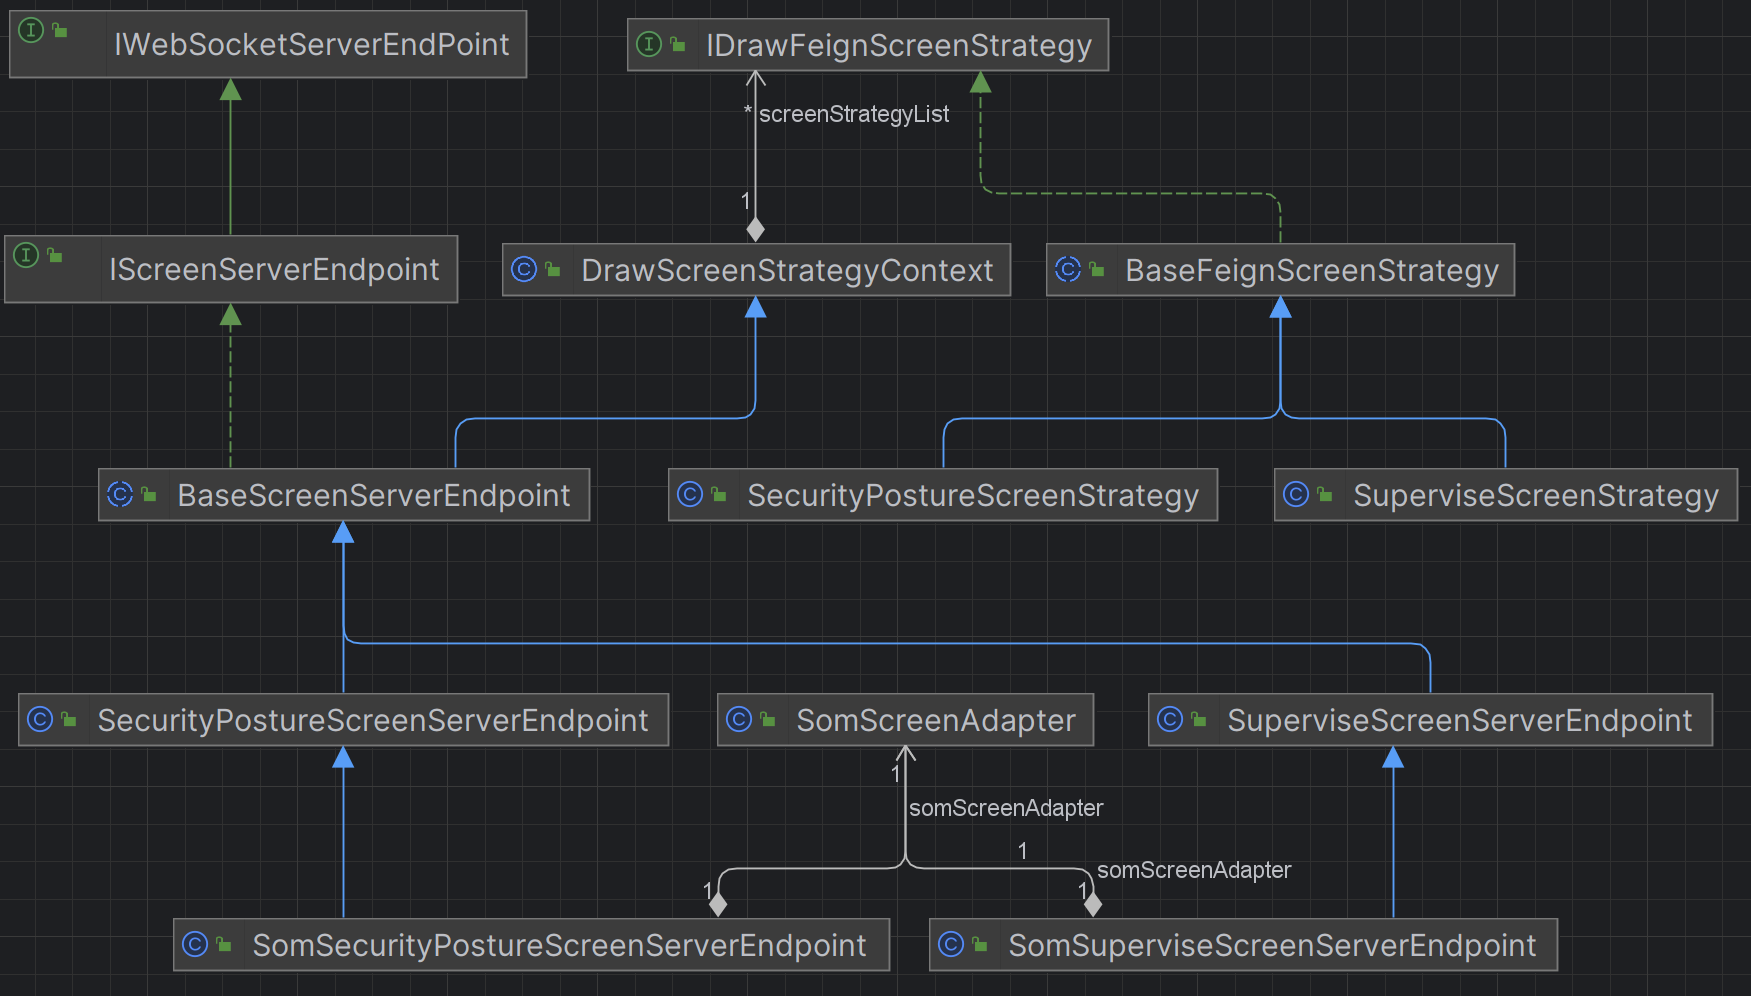 I IWebSocketServerEndPoint
I IDrawFeignScreenStrategy
* screenStrategyList
1
I IScreenServerEndpoint
C DrawScreenStrategyContext
C BaseFeignScreenStrategy
C BaseScreenServerEndpoint
C SecurityPostureScreenStrategy
C SuperviseScreenStrategy
C SecurityPostureScreenServerEndpoint
C SomScreenAdapter
C SuperviseScreenServerEndpoint
1
somScreenAdapter
1
somScreenAdapter
1
1
C SomSecurityPostureScreenServerEndpoint
C SomSuperviseScreenServerEndpoint